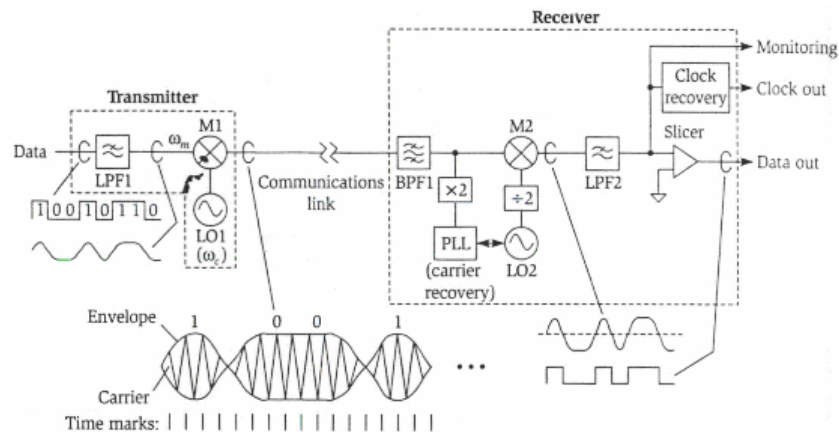 Receiver
Monitoring
Clock
recovery
Clock out
Transmitter
M1
ωm
Data
LPF1
LO1
(ωc)
1 0 0 1 0 1 1 0
Communications
link
BPF1
M2
LPF2
Slicer
Data out
×2
÷2
PLL
LO2
(carrier
recovery)
Envelope
1 0 0 1
Carrier
Time marks: